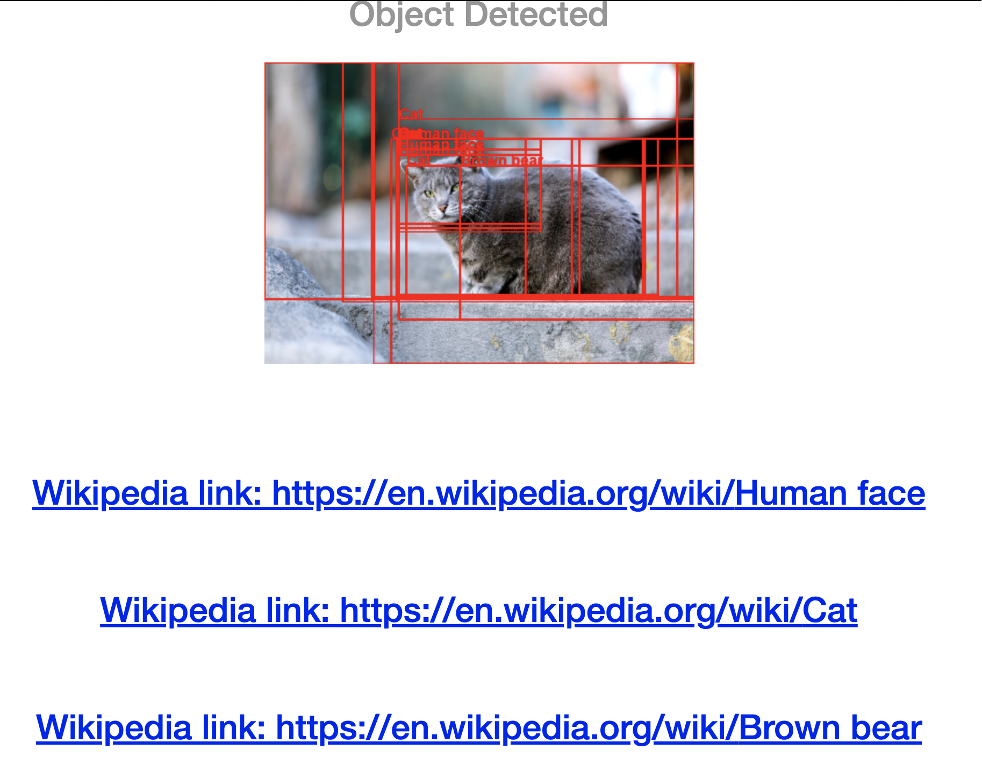 Object Detected
Cat
Human face
Human face
Cat Brown bear
Wikipedia link: https://en.wikipedia.org/wiki/Human face
Wikipedia link: https://en.wikipedia.org/wiki/Cat
Wikipedia link: https://en.wikipedia.org/wiki/Brown bear